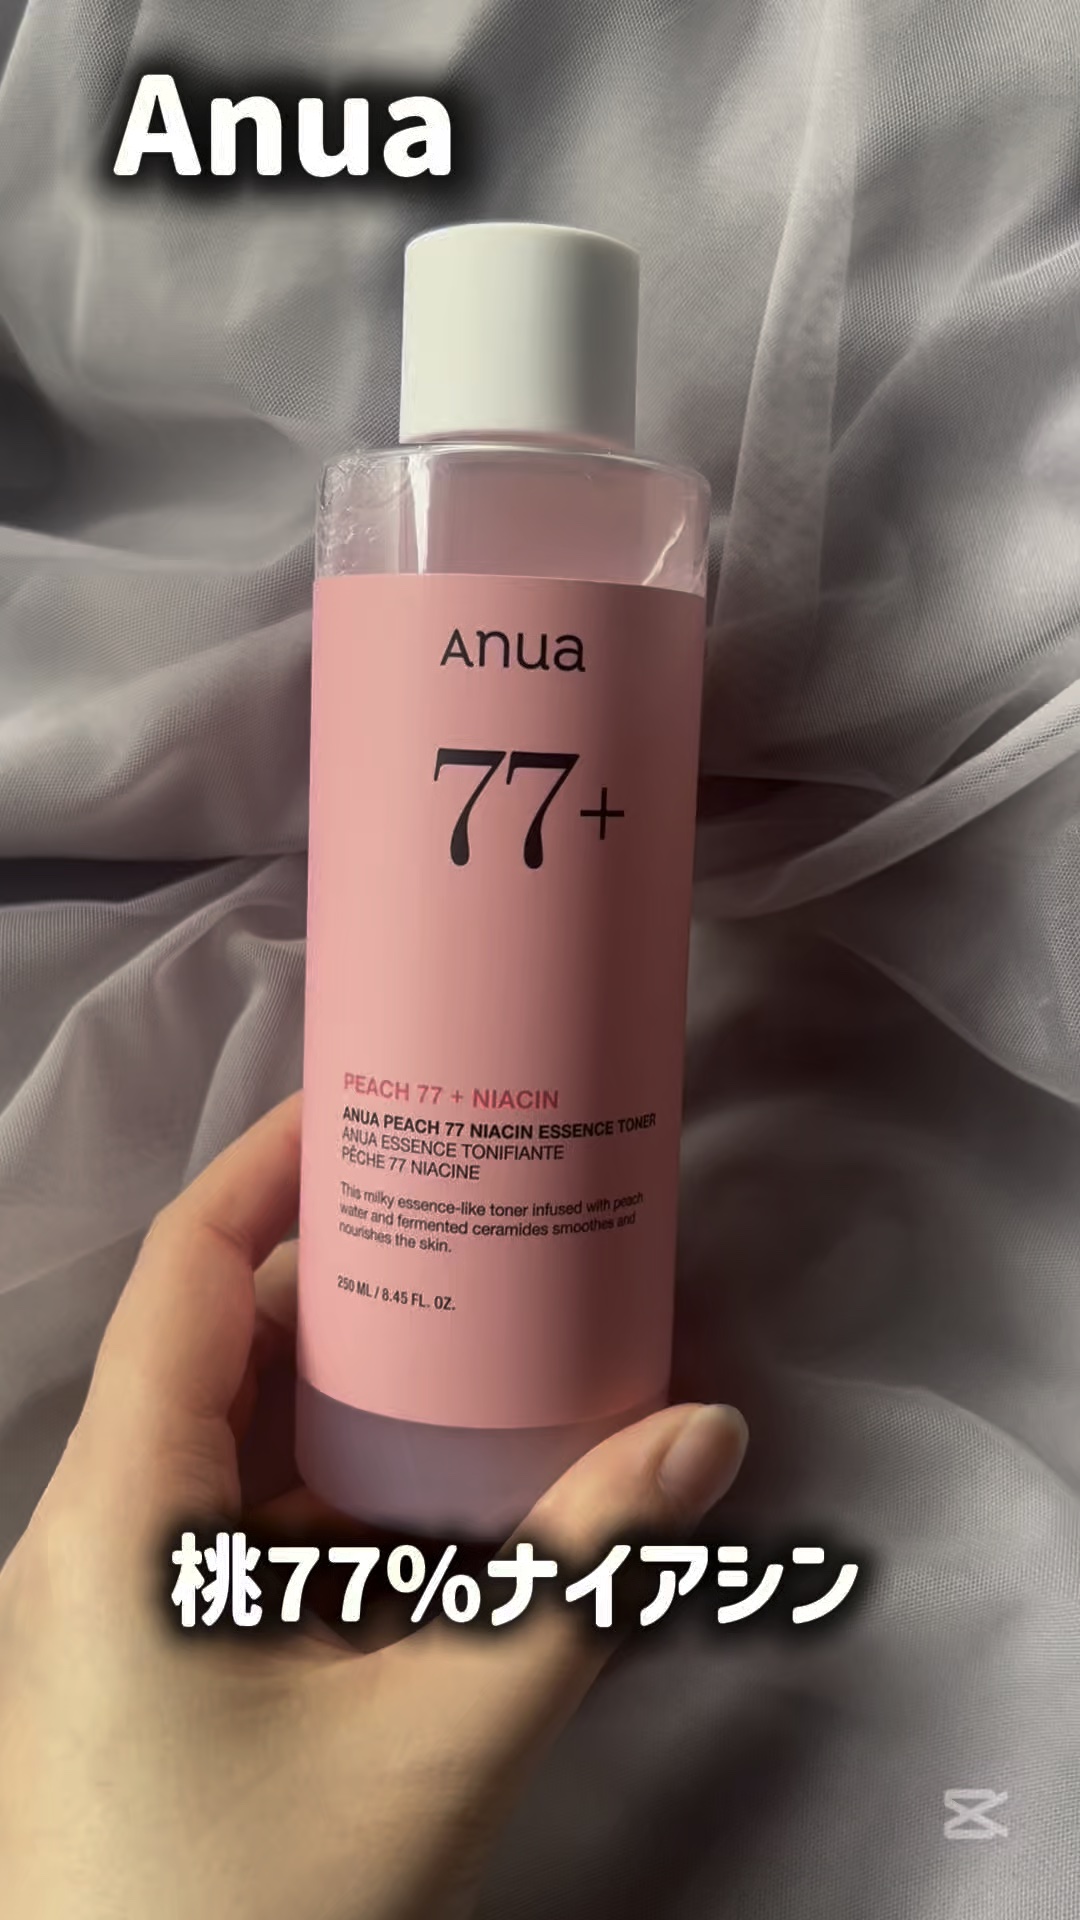 Anua
Anua
77+
PEACH 77 + NIACIN
ANUA PEACH 77 NIACIN ESSENCE TONER
ANUA ESSENCE TONIFIANTE
PÊCHE 77 NIACINE
This milky essence-like toner infused with peach
water and fermented ceramides smoothes and
nourishes the skin.
250 ML / 8.45 FL. OZ.
桃77%ナイアシン